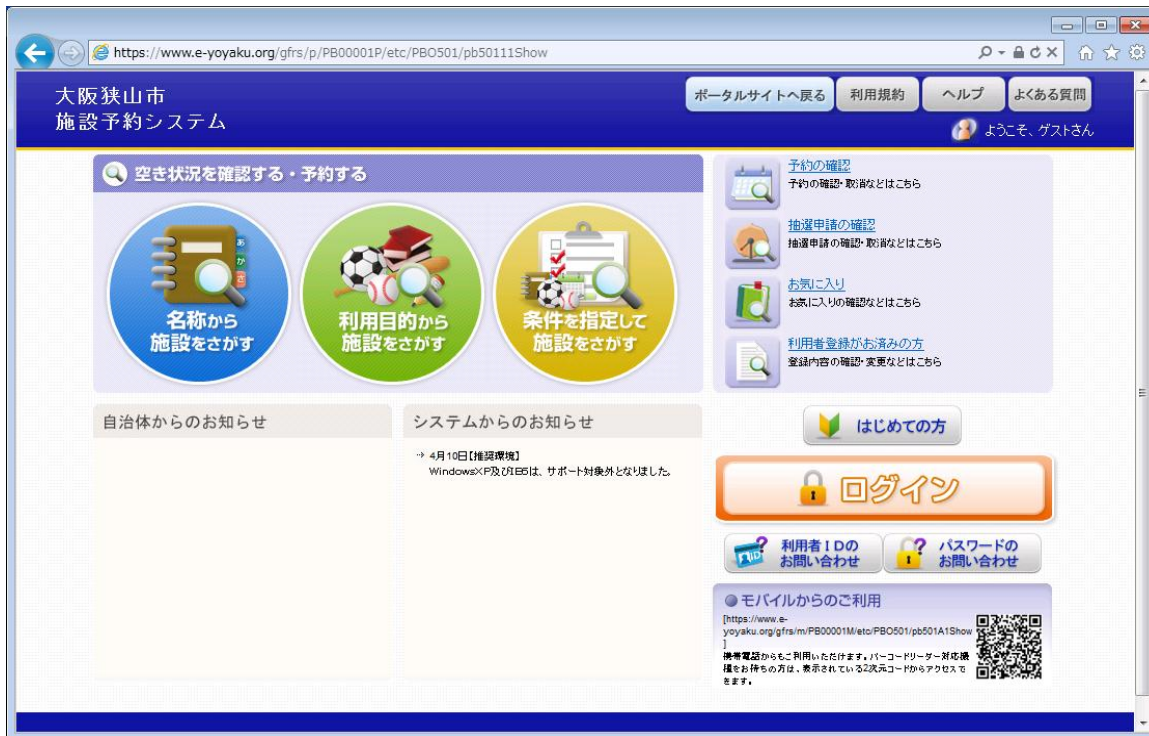 https://www.e-yoyaku.org/gfrs/p/PB00001P/etc/PBO501/pb50111Show
大阪狭山市
施設予約システム
ポータルサイトへ戻る
利用規約
ヘルプ
よくある質問
ようこそ、ゲストさん
空き状況を確認する・予約する
あ
か
さ
名称から
施設をさがす
利用目的から
施設をさがす
条件を指定して
施設をさがす
予約の確認
予約の確認・取消などはこちら
抽選申請の確認
抽選申請の確認・取消などはこちら
お気に入り
お気に入りの確認などはこちら
利用者登録がお済みの方
登録内容の確認・変更などはこちら
自治体からのお知らせ
システムからのお知らせ
4月10日【推奨環境】
WindowsXP及びIE6は、サポート対象外となりました。
はじめての方
ログイン
利用者IDの
お問い合わせ
パスワードの
お問い合わせ
モバイルからのご利用
[https://www.e-
yoyaku.org/gfrs/m/PB00001M/etc/PBO501/pb501A1Show
]
携帯電話からもご利用いただけます。バーコードリーダー対応機
種をお持ちの方は、表示されている2次元コードからアクセスで
きます。